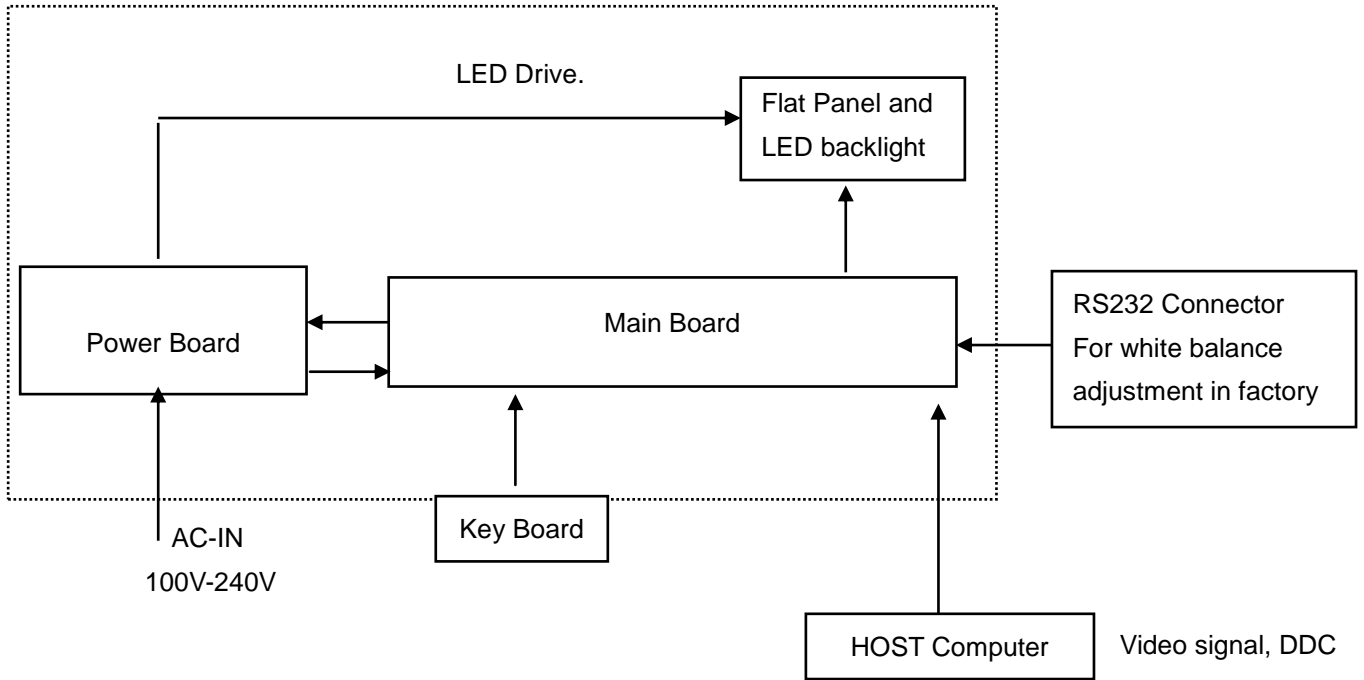 LED Drive.
Flat Panel and
LED backlight
Power Board
Main Board
RS232 Connector
For white balance
adjustment in factory
Key Board
AC-IN
100V-240V
HOST Computer
Video signal, DDC